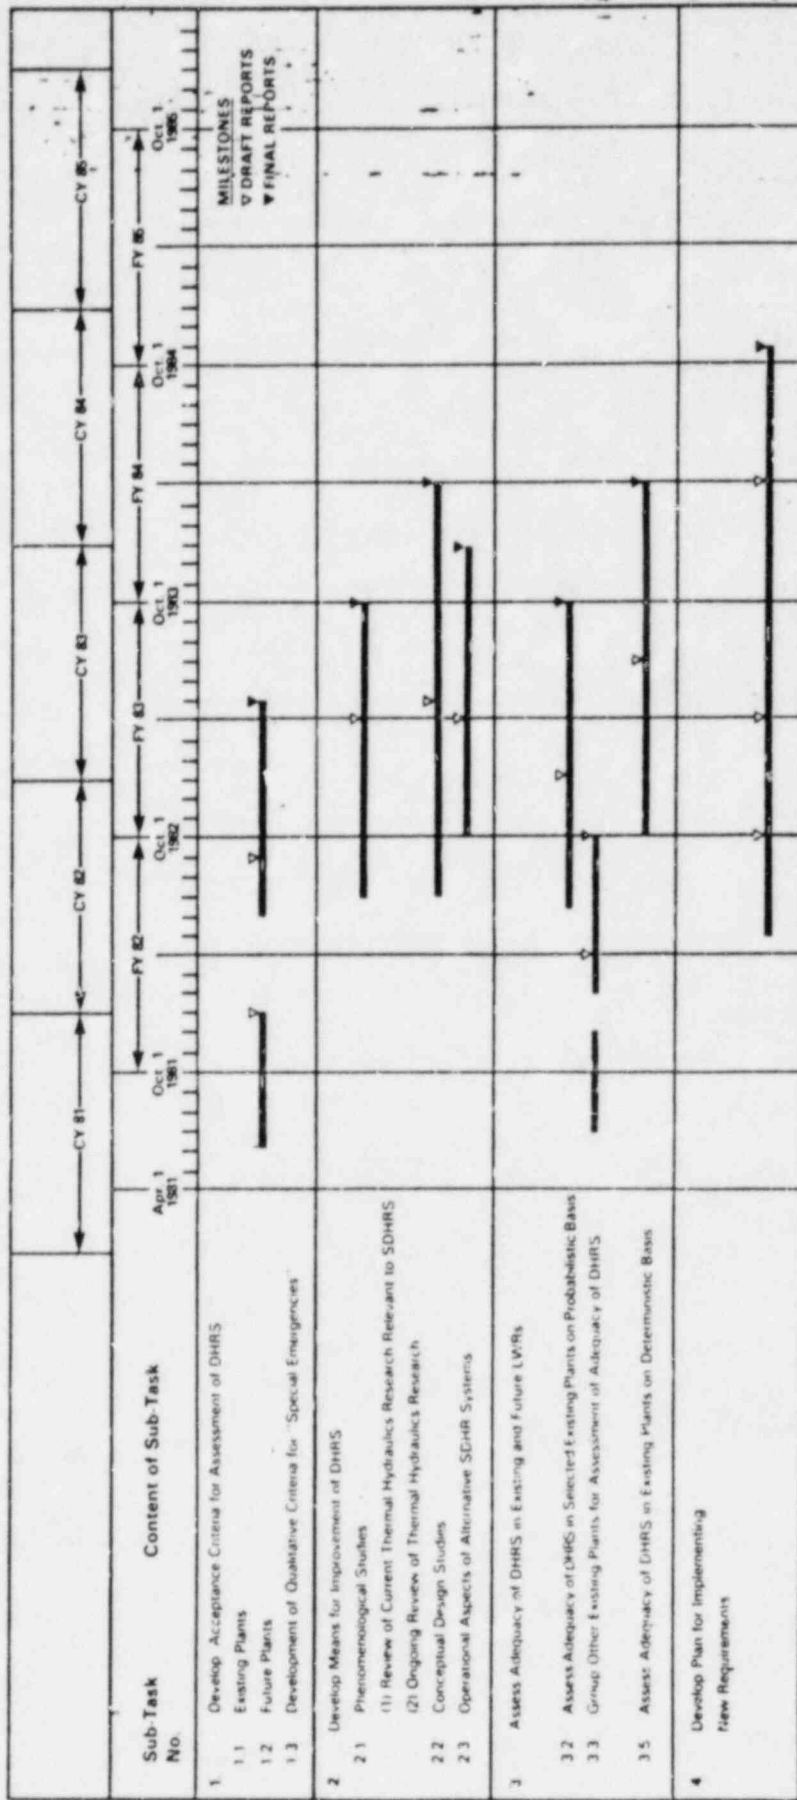 CY 81 CY 82 CY 83 CY 84 CY 85
FY 82 FY 83 FY 84 FY 85
Sub-Task No. Content of Sub-Task Apr. 1 1981 Oct. 1 1981 Oct. 1 1982 Oct. 1 1983 Oct. 1 1984 Oct. 1 1985
MILESTONES
▽ DRAFT REPORTS
▼ FINAL REPORTS
1 Develop Acceptance Criteria for Assessment of DHRS
1.1 Existing Plants
1.2 Future Plants
1.3 Development of Qualitative Criteria for "Special Emergencies"
2 Develop Means for Improvement of DHRS
2.1 Phenomenological Studies
(1) Review of Current Thermal Hydraulics Research Relevant to SDHRS
(2) Ongoing Review of Thermal Hydraulics Research
2.2 Conceptual Design Studies
2.3 Operational Aspects of Alternative SDHR Systems
3 Assess Adequacy of DHRS in Existing and Future LWRs
3.2 Assess Adequacy of DHRS in Selected Existing Plants on Probabilistic Basis
3.3 Group Other Existing Plants for Assessment of Adequacy of DHRS
3.5 Assess Adequacy of DHRS in Existing Plants on Deterministic Basis
4 Develop Plan for Implementing
New Requirements